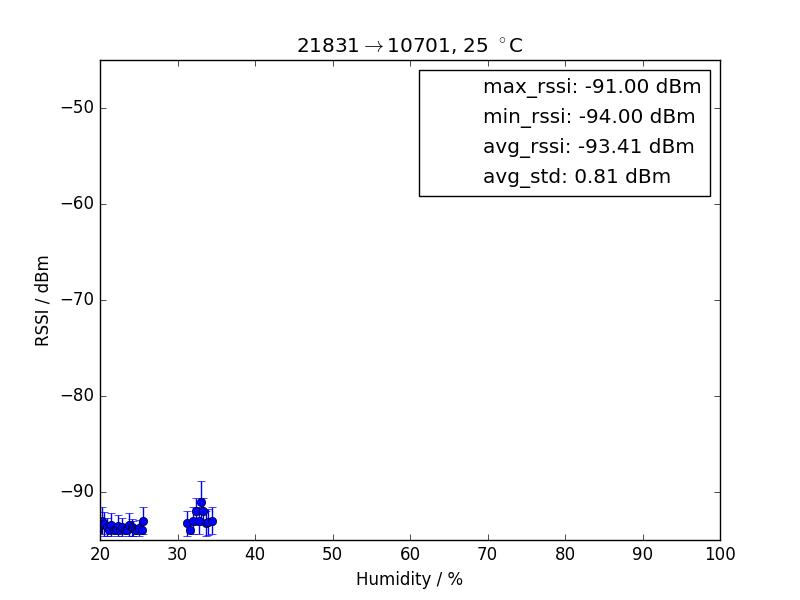 21831→10701, 25 °C
max_rssi: -91.00 dBm
min_rssi: -94.00 dBm
avg_rssi: -93.41 dBm
avg_std: 0.81 dBm
−50
−60
−70
−80
−90
RSSI / dBm
20 30 40 50 60 70 80 90 100
Humidity / %